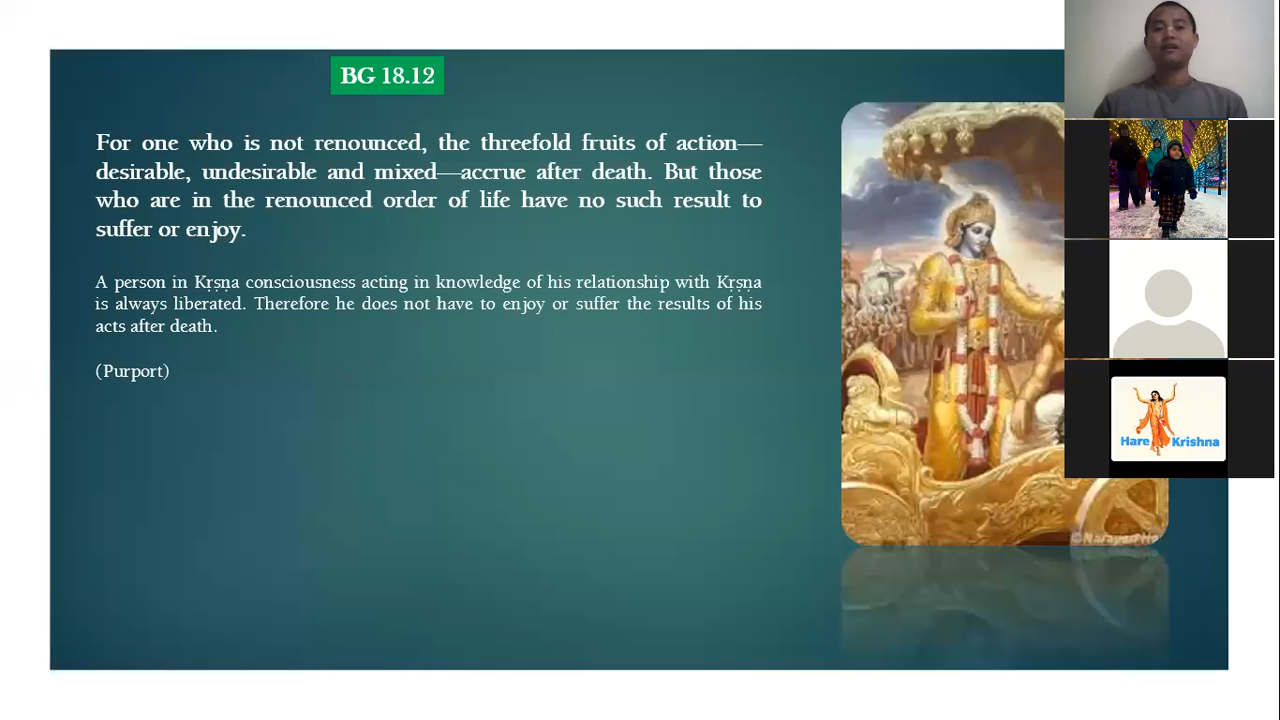 BG 18.12
For one who is not renounced, the threefold fruits of action—
desirable, undesirable and mixed—accrue after death. But those
who are in the renounced order of life have no such result to
suffer or enjoy.
A person in Kṛṣṇa consciousness acting in knowledge of his relationship with Kṛṣṇa
is always liberated. Therefore he does not have to enjoy or suffer the results of his
acts after death.
(Purport)
Hare Krishna